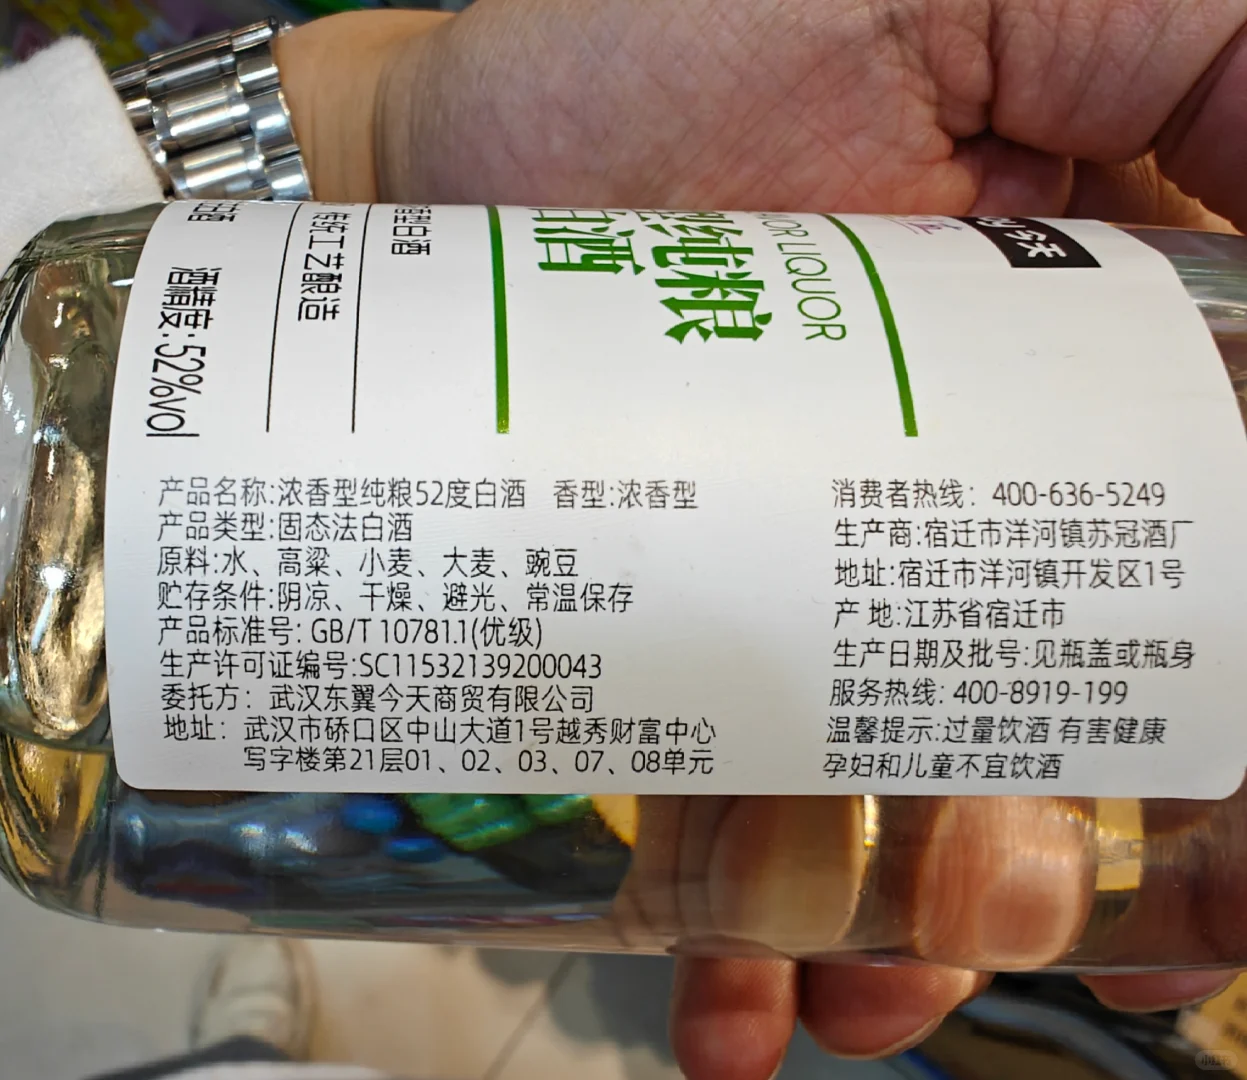 今天
OR LIQUOR
纯粮
白酒
型白酒
传统工艺酿造
白酒
酒精度:52%vol
产品名称:浓香型纯粮52度白酒 香型:浓香型
产品类型:固态法白酒
原料:水、高粱、小麦、大麦、豌豆
贮存条件:阴凉、干燥、避光、常温保存
产品标准号: GB/T 10781.1(优级)
生产许可证编号:SC11532139200043
委托方: 武汉东翼今天商贸有限公司
地址: 武汉市硚口区中山大道1号越秀财富中心
写字楼第21层01、02、03、07、08单元
消费者热线: 400-636-5249
生产商:宿迁市洋河镇苏冠酒厂
地址:宿迁市洋河镇开发区1号
产 地:江苏省宿迁市
生产日期及批号:见瓶盖或瓶身
服务热线: 400-8919-199
温馨提示:过量饮酒 有害健康
孕妇和儿童不宜饮酒